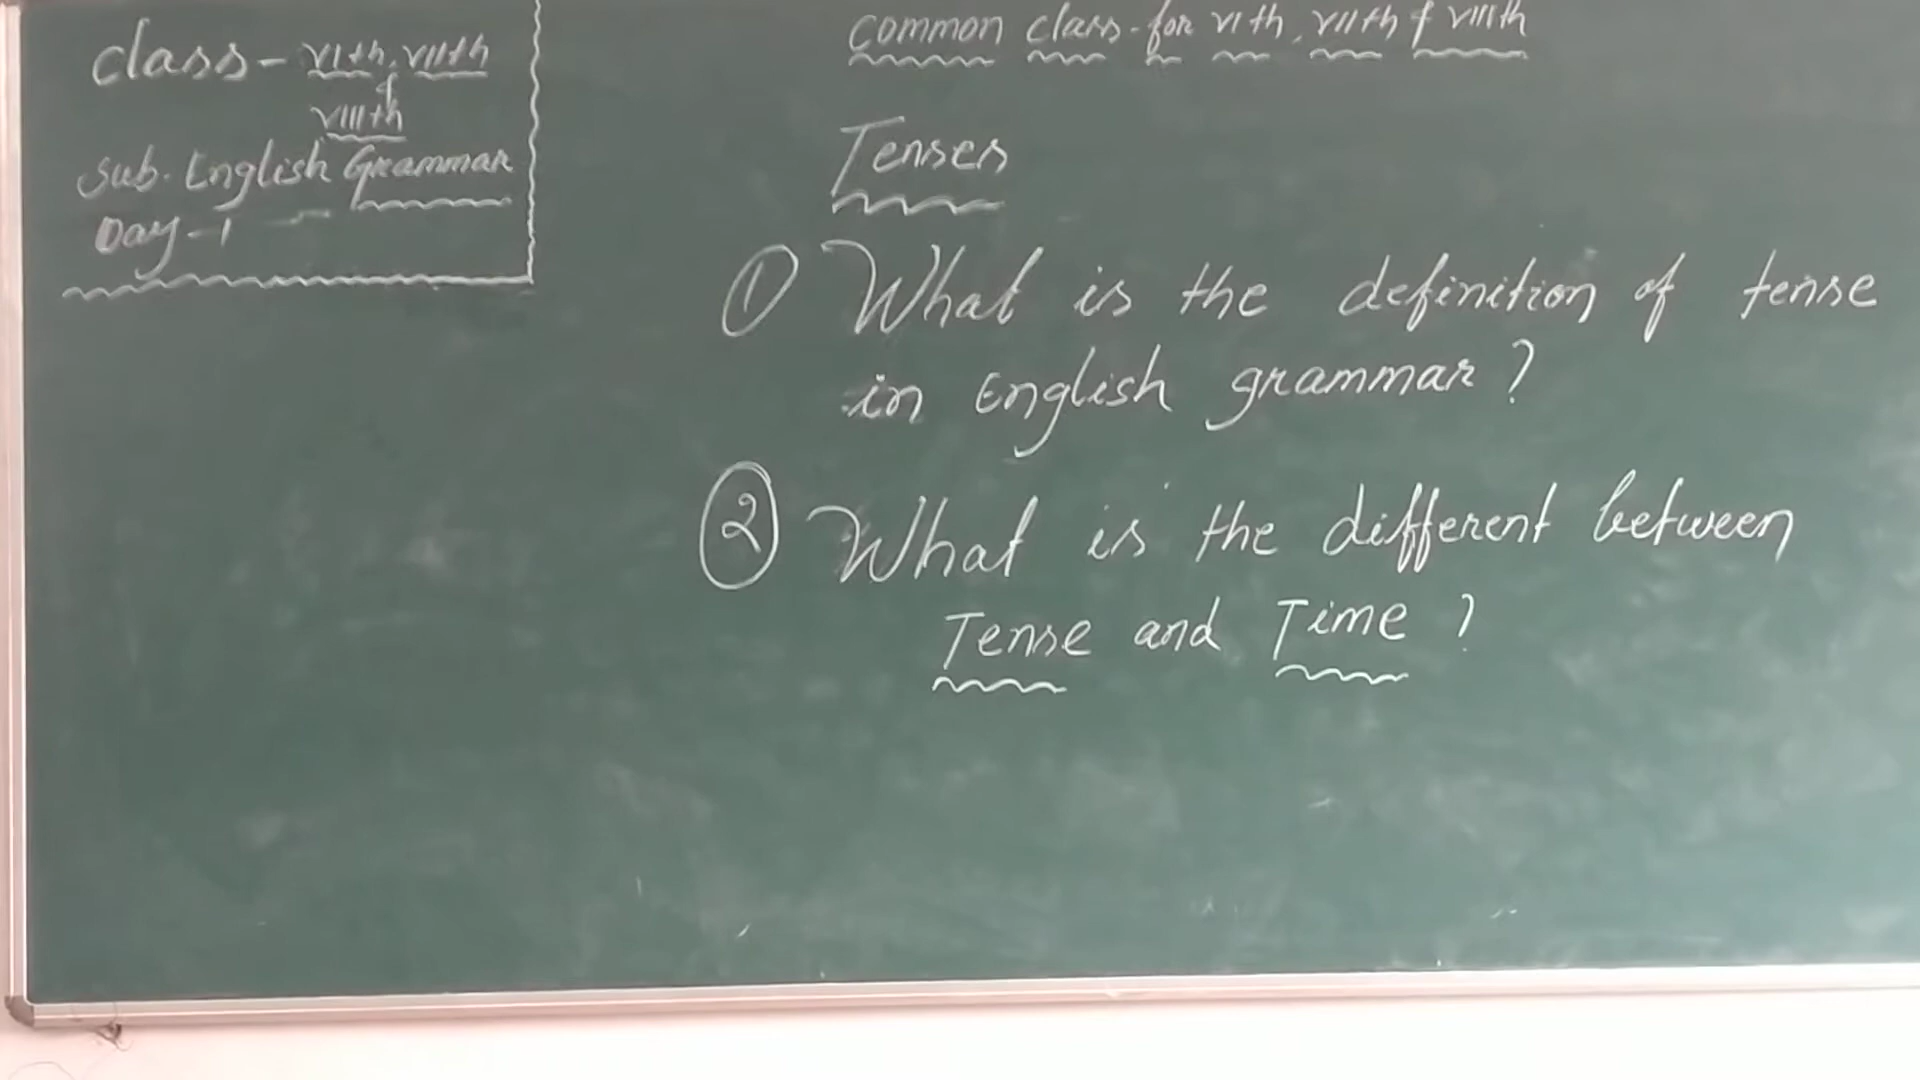 Class - VIth, VIIth
&
VIIIth
Sub. English Grammar
Day - 1
Common class - for VIth, VIIth & VIIIth
Tenses
① What is the definition of tense
in English grammar?
② What is the different between
Tense and Time ?